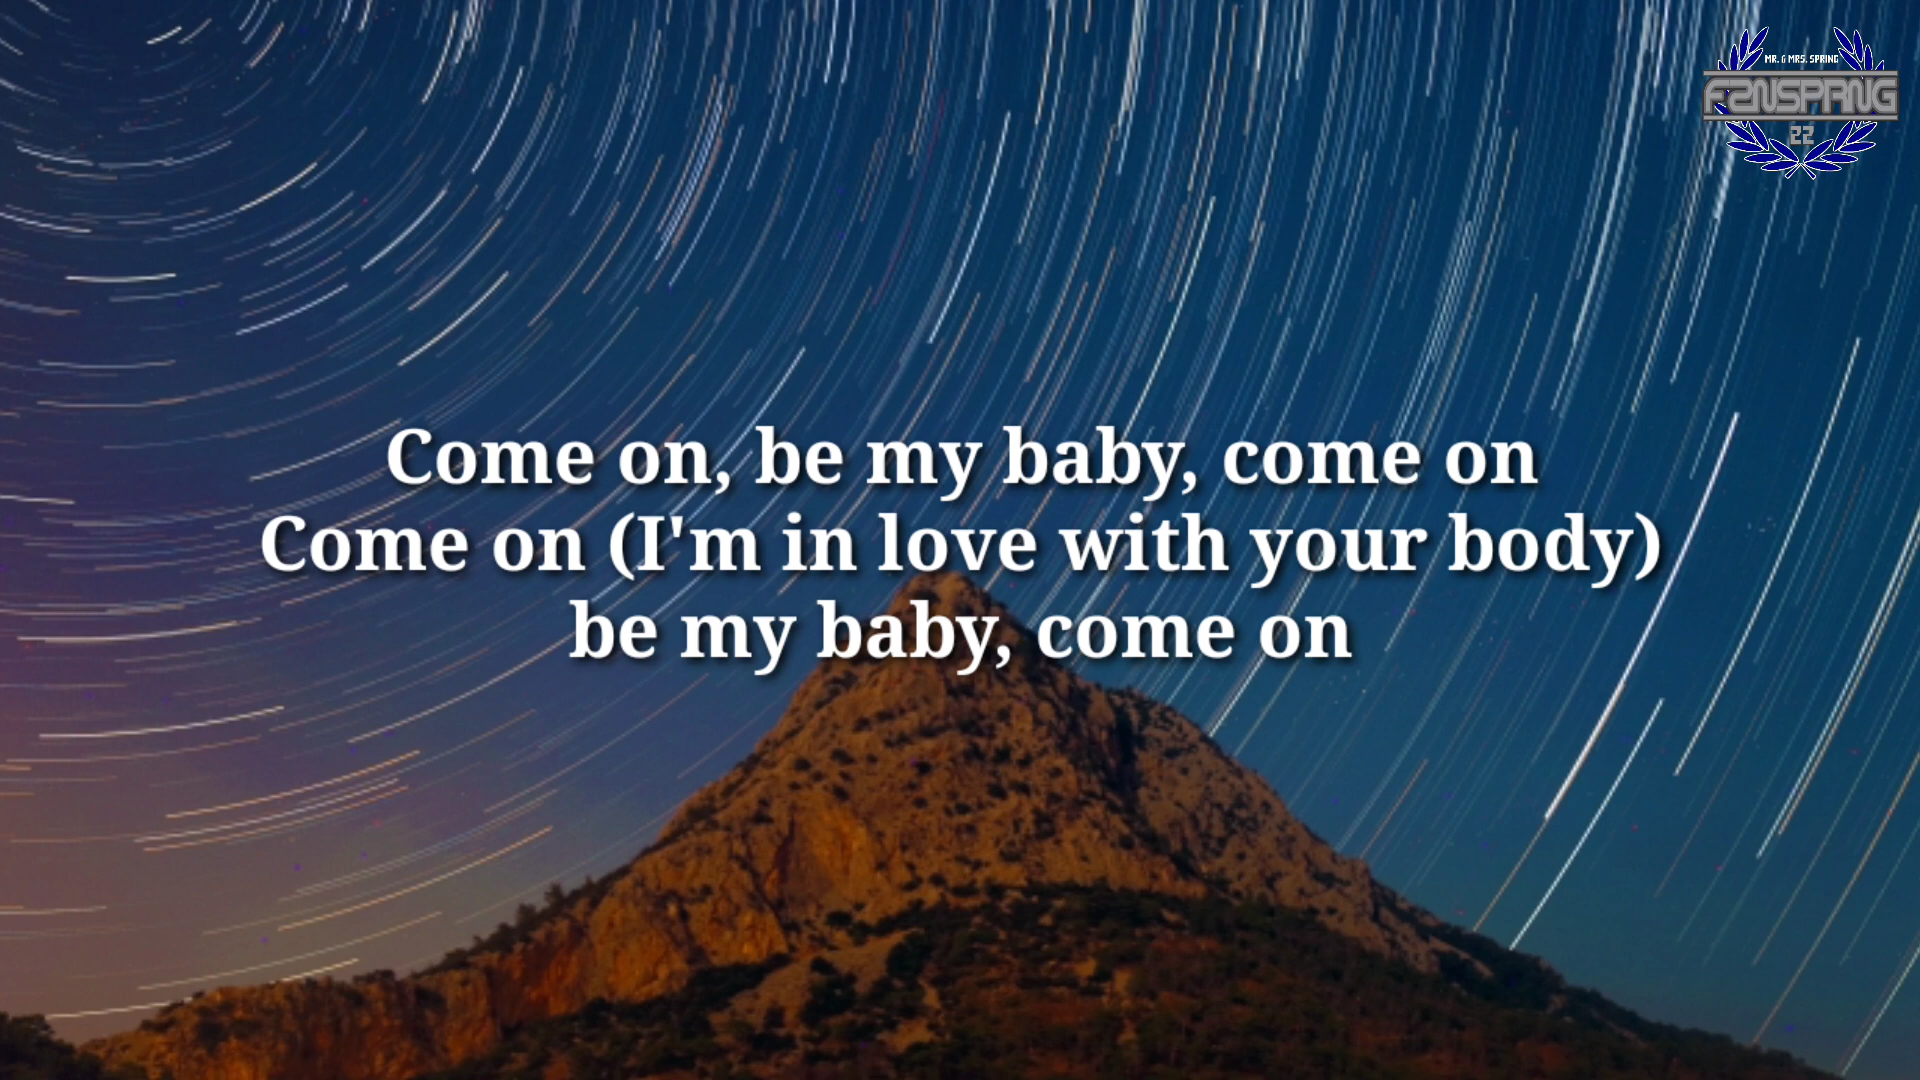 MR. & MRS. SPRING
F2NSPRNG
22
Come on, be my baby, come on
Come on (I'm in love with your body)
be my baby, come on